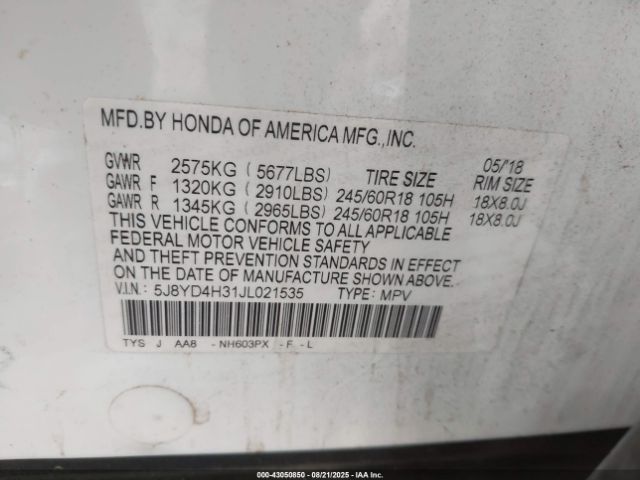 MFD.BY HONDA OF AMERICA MFG.,INC.
05/'18
GVWR 2575KG ( 5677LBS) TIRE SIZE RIM SIZE
GAWR F 1320KG ( 2910LBS) 245/60R18 105H 18X8.0J
GAWR R 1345KG ( 2965LBS) 245/60R18 105H 18X8.0J
THIS VEHICLE CONFORMS TO ALL APPLICABLE
FEDERAL MOTOR VEHICLE SAFETY
AND THEFT PREVENTION STANDARDS IN EFFECT
ON THE DATE OF MANUFACTURE SHOWN ABOVE.
V.I.N.: 5J8YD4H31JL021535 TYPE: MPV
TYS J AA8 - NH603PX - F - L
000-43050850 | 08/21/2025 | IAA Inc.